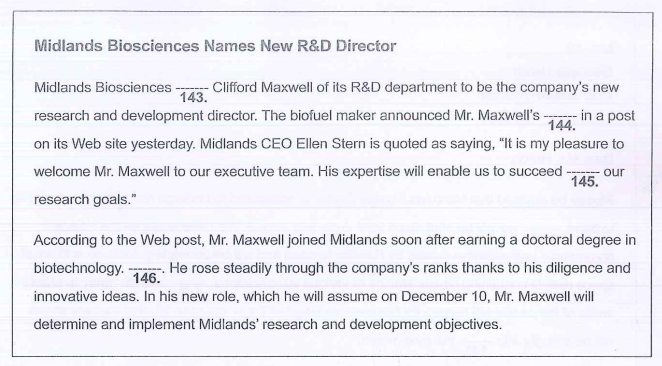 Midlands Biosciences Names New R&D Director
Midlands Biosciences ------- Clifford Maxwell of its R&D department to be the company's new
143.
research and development director. The biofuel maker announced Mr. Maxwell's ------- in a post
144.
on its Web site yesterday. Midlands CEO Ellen Stern is quoted as saying, "It is my pleasure to
welcome Mr. Maxwell to our executive team. His expertise will enable us to succeed ------- our
145.
research goals."
According to the Web post, Mr. Maxwell joined Midlands soon after earning a doctoral degree in
biotechnology. -------. He rose steadily through the company's ranks thanks to his diligence and
146.
innovative ideas. In his new role, which he will assume on December 10, Mr. Maxwell will
determine and implement Midlands' research and development objectives.